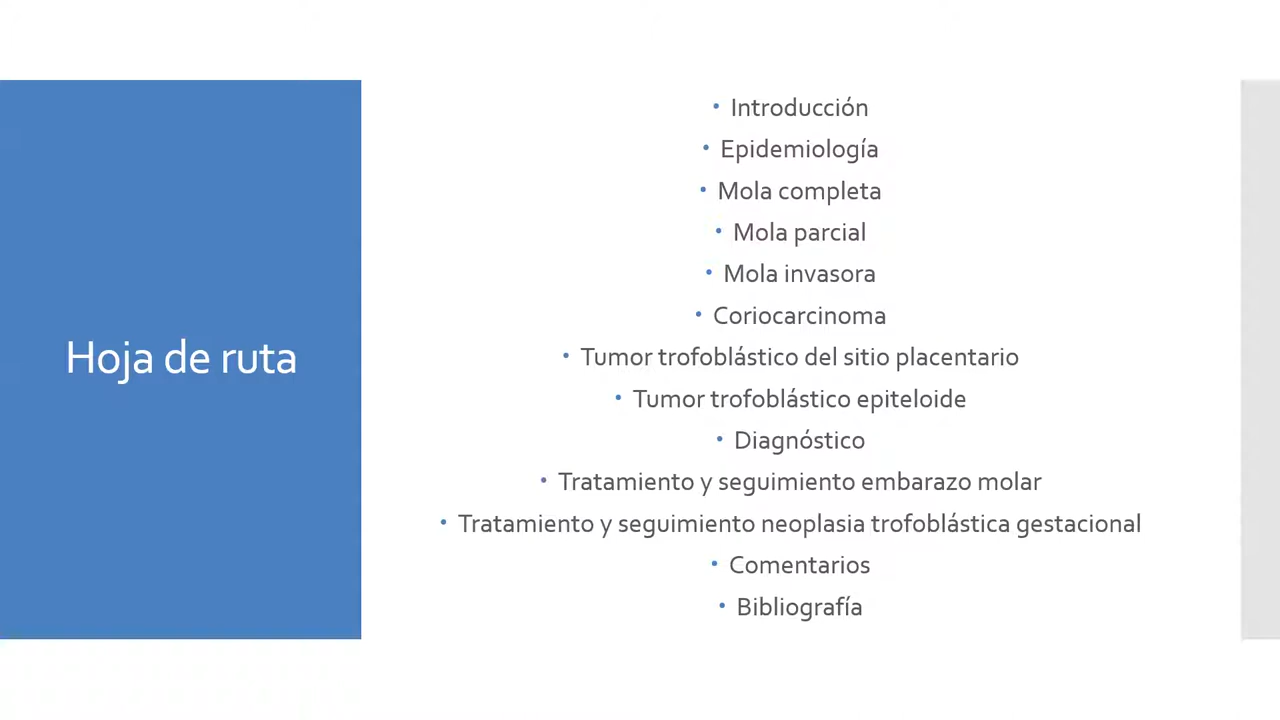 Hoja de ruta
• Introducción
• Epidemiología
• Mola completa
• Mola parcial
• Mola invasora
• Coriocarcinoma
• Tumor trofoblástico del sitio placentario
• Tumor trofoblástico epiteloide
• Diagnóstico
• Tratamiento y seguimiento embarazo molar
• Tratamiento y seguimiento neoplasia trofoblástica gestacional
• Comentarios
• Bibliografía